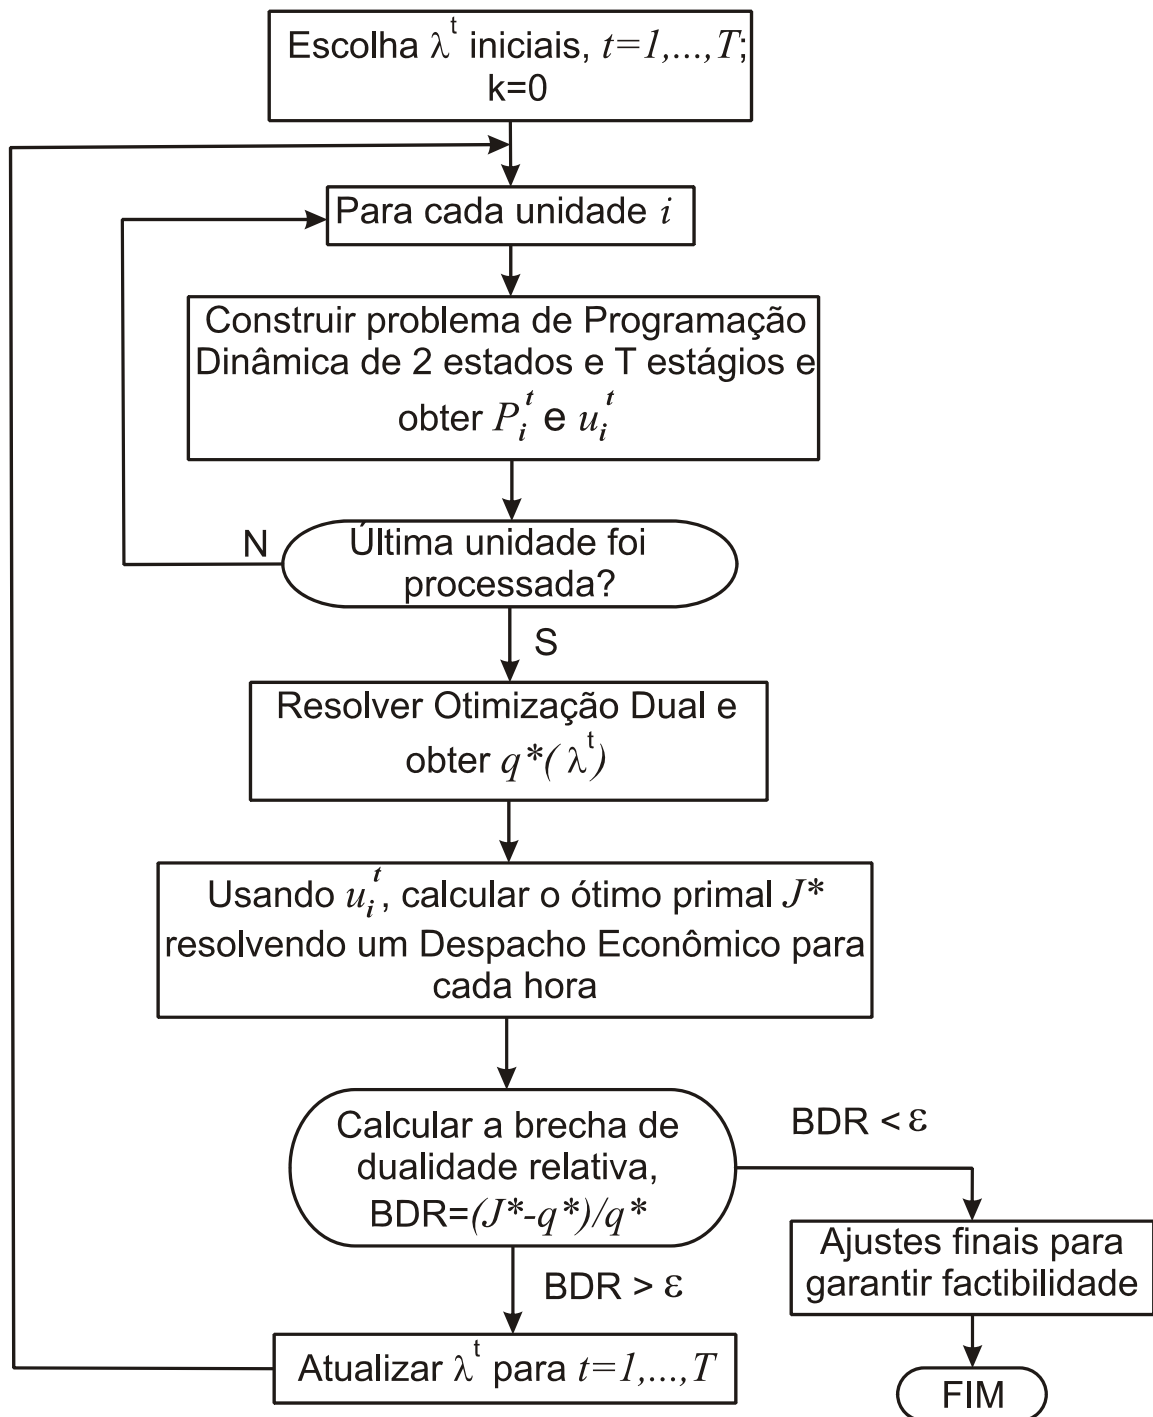 Escolha λ^t iniciais, t=1,...,T;
k=0
Para cada unidade i
Construir problema de Programação
Dinâmica de 2 estados e T estágios e
obter P_i^t e u_i^t
Última unidade foi
processada?
N
S
Resolver Otimização Dual e
obter q*(λ^t)
Usando u_i^t, calcular o ótimo primal J*
resolvendo um Despacho Econômico para
cada hora
Calcular a brecha de
dualidade relativa,
BDR=(J*-q*)/q*
BDR < ε
Ajustes finais para
garantir factibilidade
BDR > ε
Atualizar λ^t para t=1,...,T
FIM